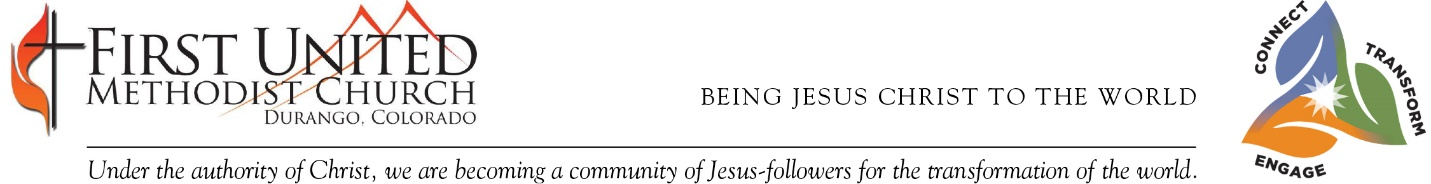 FIRST UNITED
METHODIST CHURCH
DURANGO, COLORADO
BEING JESUS CHRIST TO THE WORLD
Under the authority of Christ, we are becoming a community of Jesus-followers for the transformation of the world.
CONNECT
TRANSFORM
ENGAGE